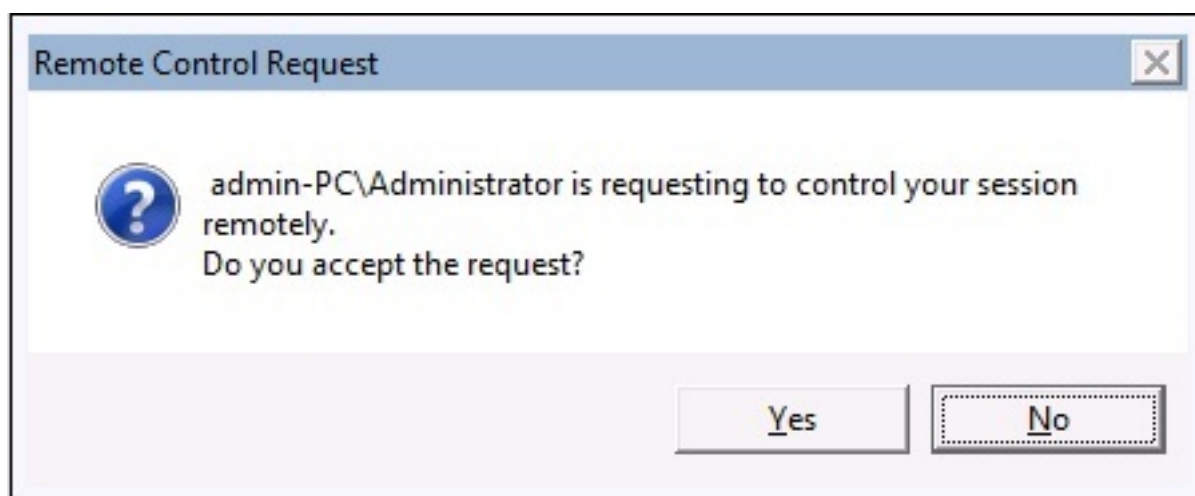 Remote Control Request
admin-PC\Administrator is requesting to control your session
remotely.
Do you accept the request?
Yes
No